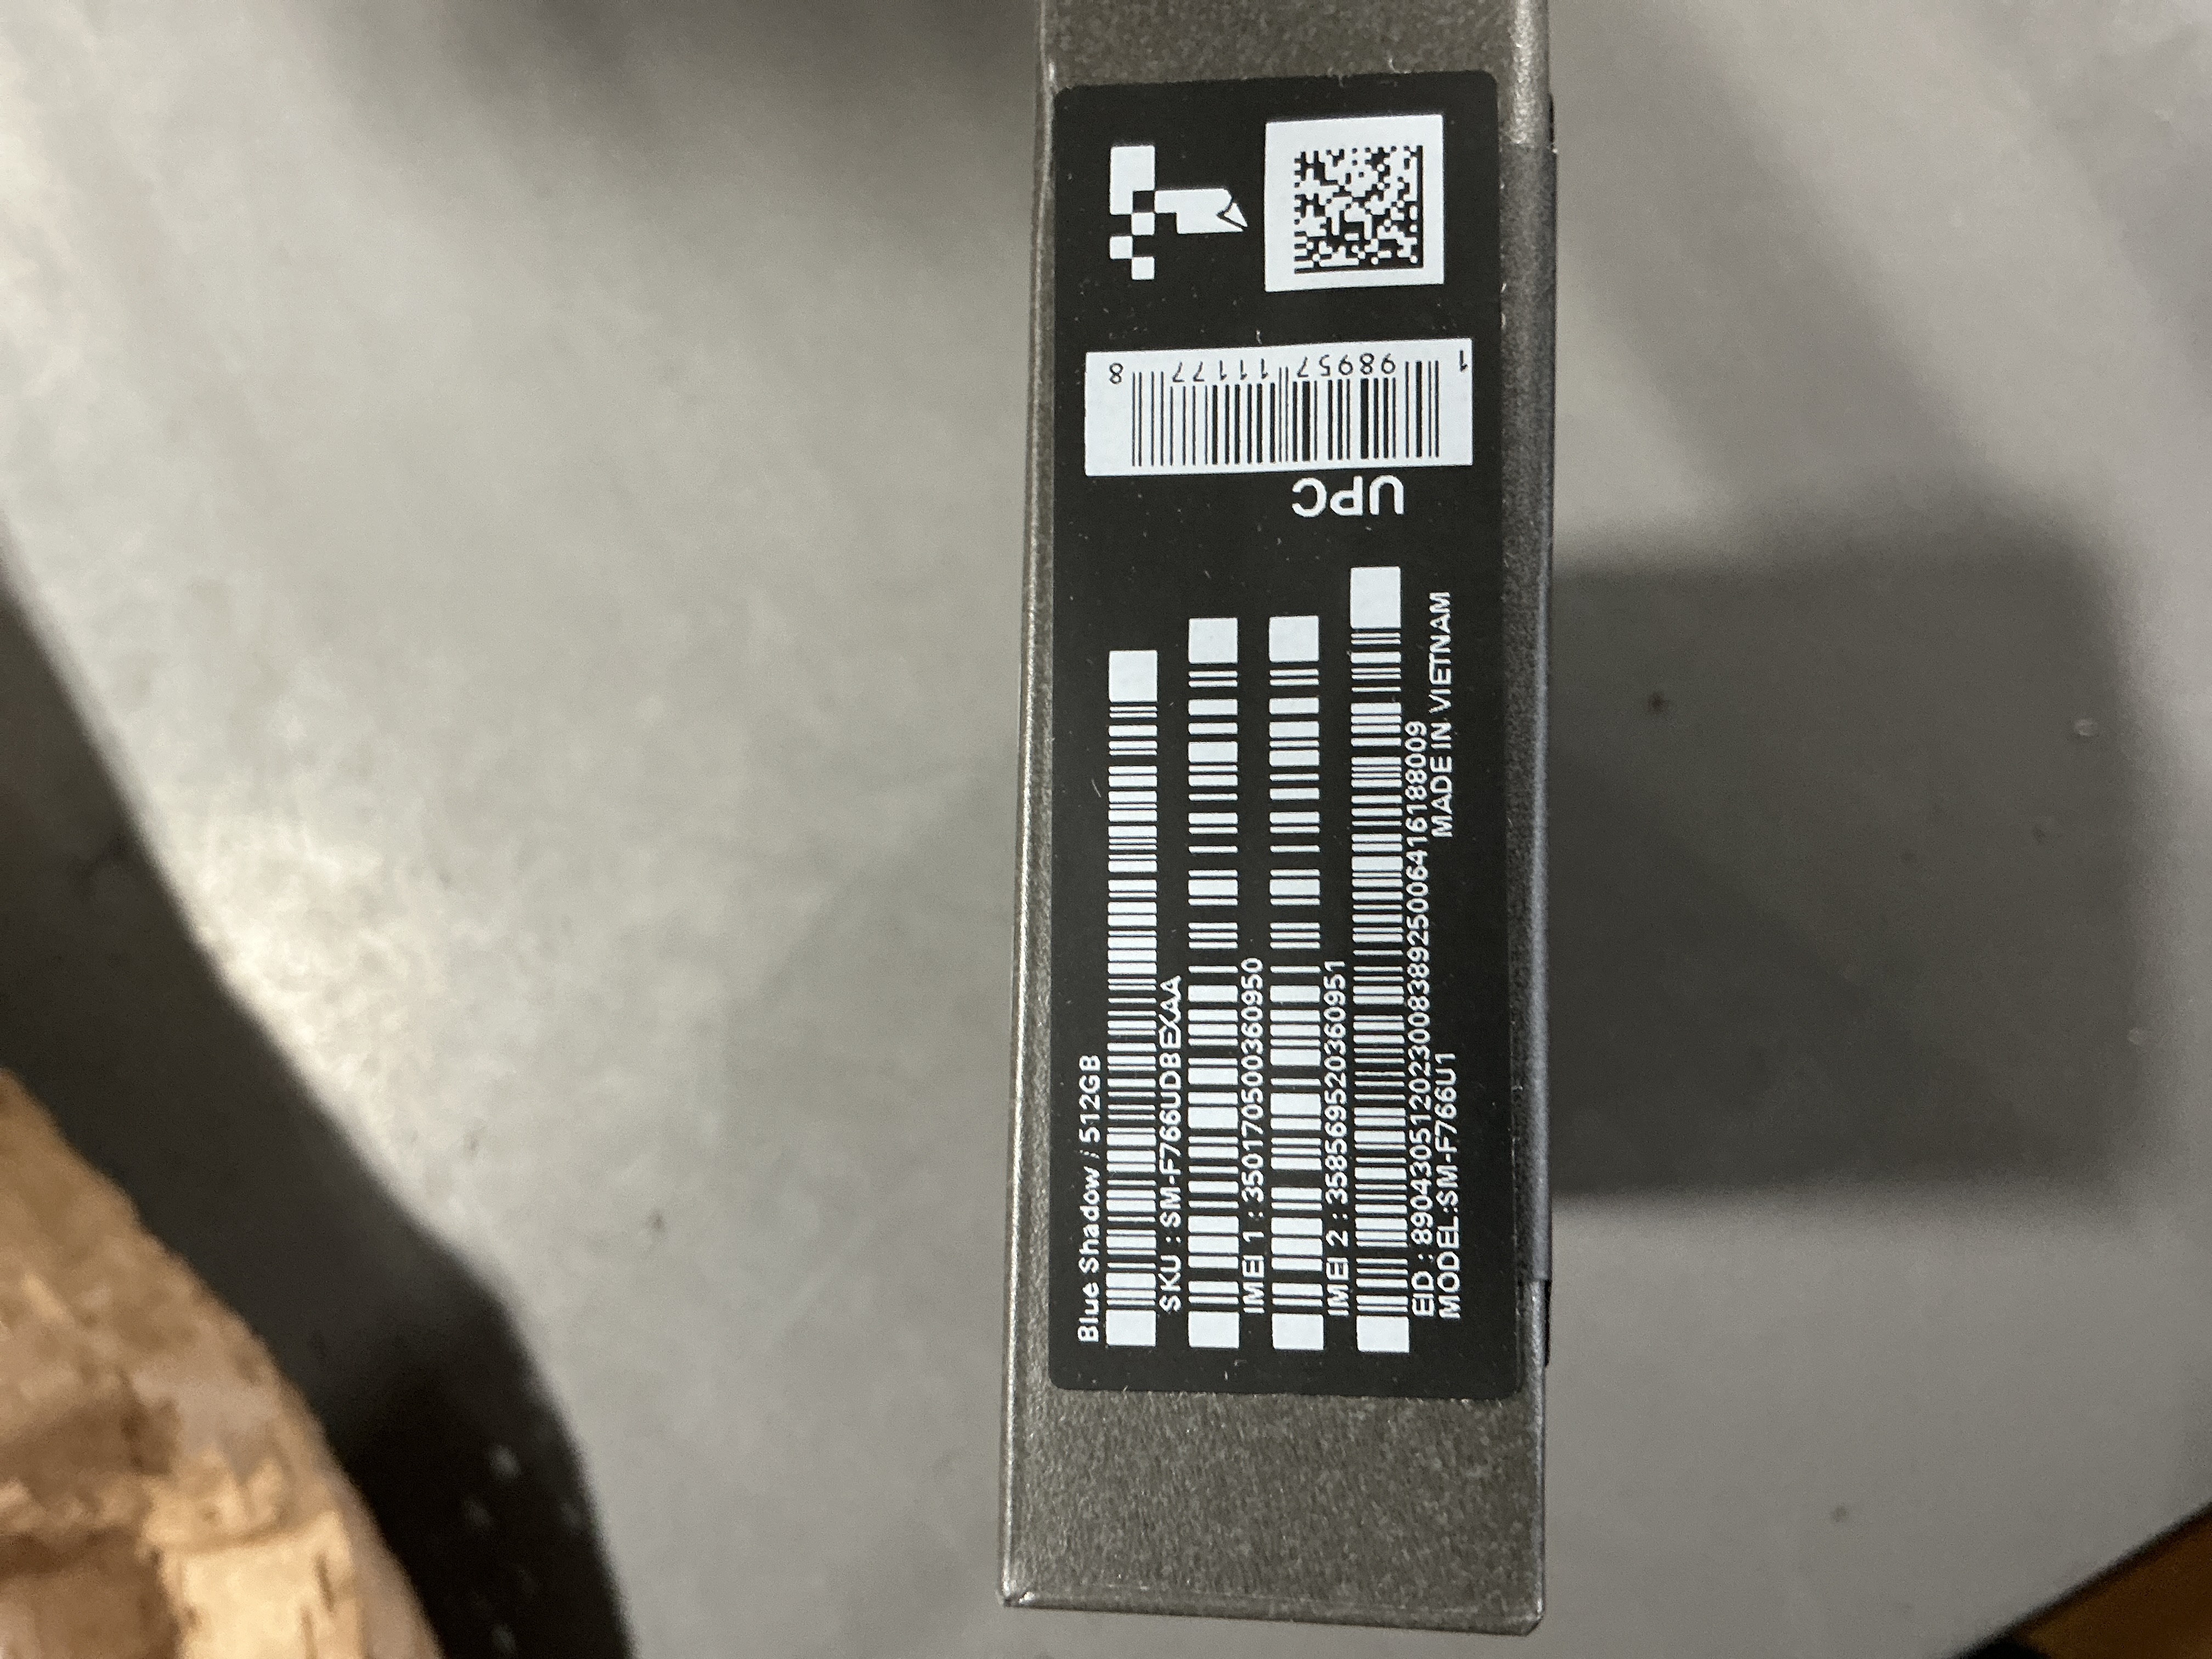 Blue Shadow / 512GB
SKU : SM-F766UDBEXAA
IMEI 1 : 350170500360950
IMEI 2 : 358569520360951
EID : 89043051202300838925006416188009
MODEL:SM-F766U1 MADE IN VIETNAM
UPC
1 98957 11177 8